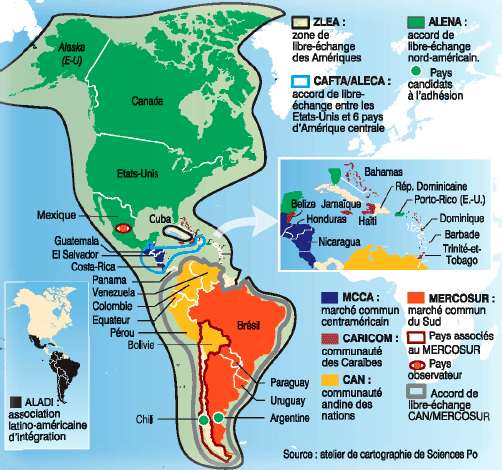 ZLEA :
zone de
libre-échange
des Amériques
CAFTA/ALECA :
accord de libre-
échange entre les
Etats-Unis et 6 pays
d'Amérique centrale
ALENA :
accord de
libre-échange
nord-américain.
Pays
candidats
à l'adhésion
Alaska
(E-U)
Canada
Etats-Unis
Mexique
Cuba
Guatemala
El Salvador
Costa-Rica
Panama
Venezuela
Colombie
Equateur
Pérou
Bolivie
Brésil
Paraguay
Uruguay
Chili
Argentine
Bahamas
Rép. Dominicaine
Porto-Rico (E.-U.)
Belize
Jamaïque
Haïti
Honduras
Nicaragua
Dominique
Barbade
Trinité-et-
Tobago
MCCA :
marché commun
centraméricain
CARICOM :
communauté
des Caraïbes
CAN :
communauté
andine des
nations
MERCOSUR :
marché commun
du Sud
Pays associés
au MERCOSUR
Pays
observateur
Accord de
libre-échange
CAN/MERCOSUR
ALADI :
association
latino-américaine
d'intégration
Source : atelier de cartographie de Sciences Po